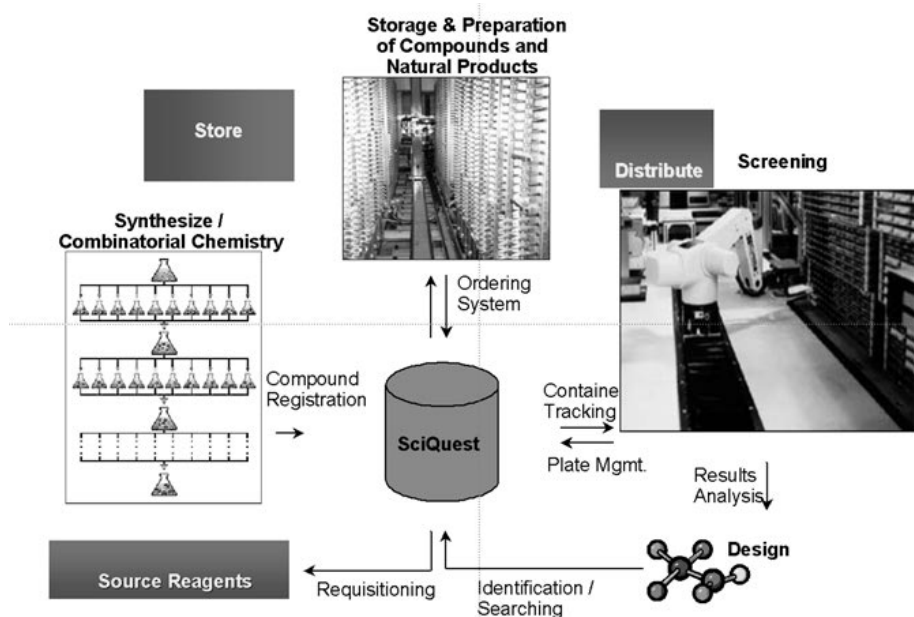 Storage & Preparation
of Compounds and
Natural Products
Store
Distribute
Screening
Synthesize /
Combinatorial Chemistry
Ordering
System
Compound
Registration
SciQuest
Containe
Tracking
Plate Mgmt.
Results
Analysis
Design
Source Reagents
Requisitioning
Identification /
Searching